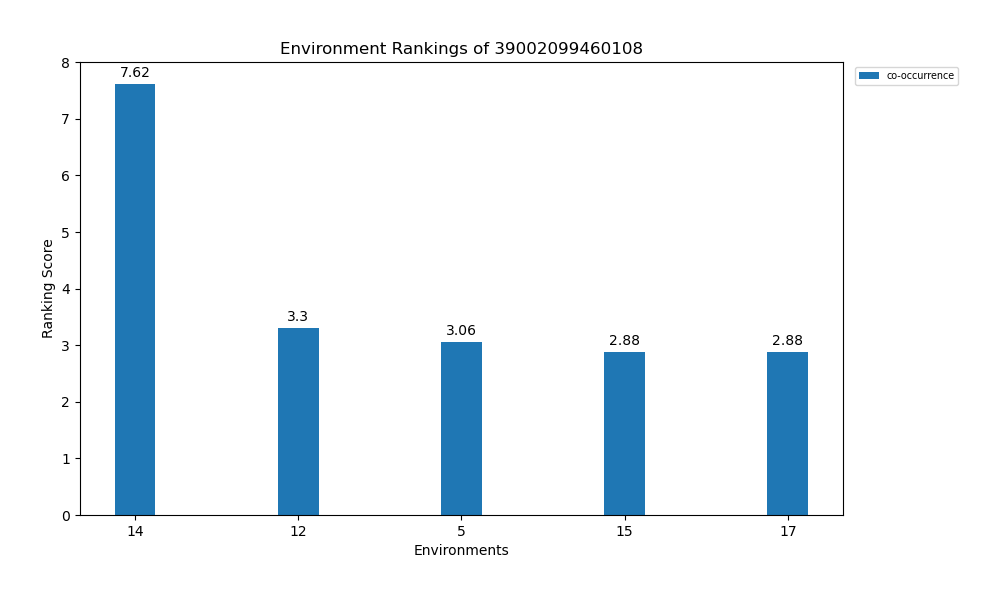 Environment Rankings of 39002099460108
co-occurrence
Ranking Score
8
7
6
5
4
3
2
1
0
7.62
3.3
3.06
2.88
2.88
14 12 5 15 17
Environments